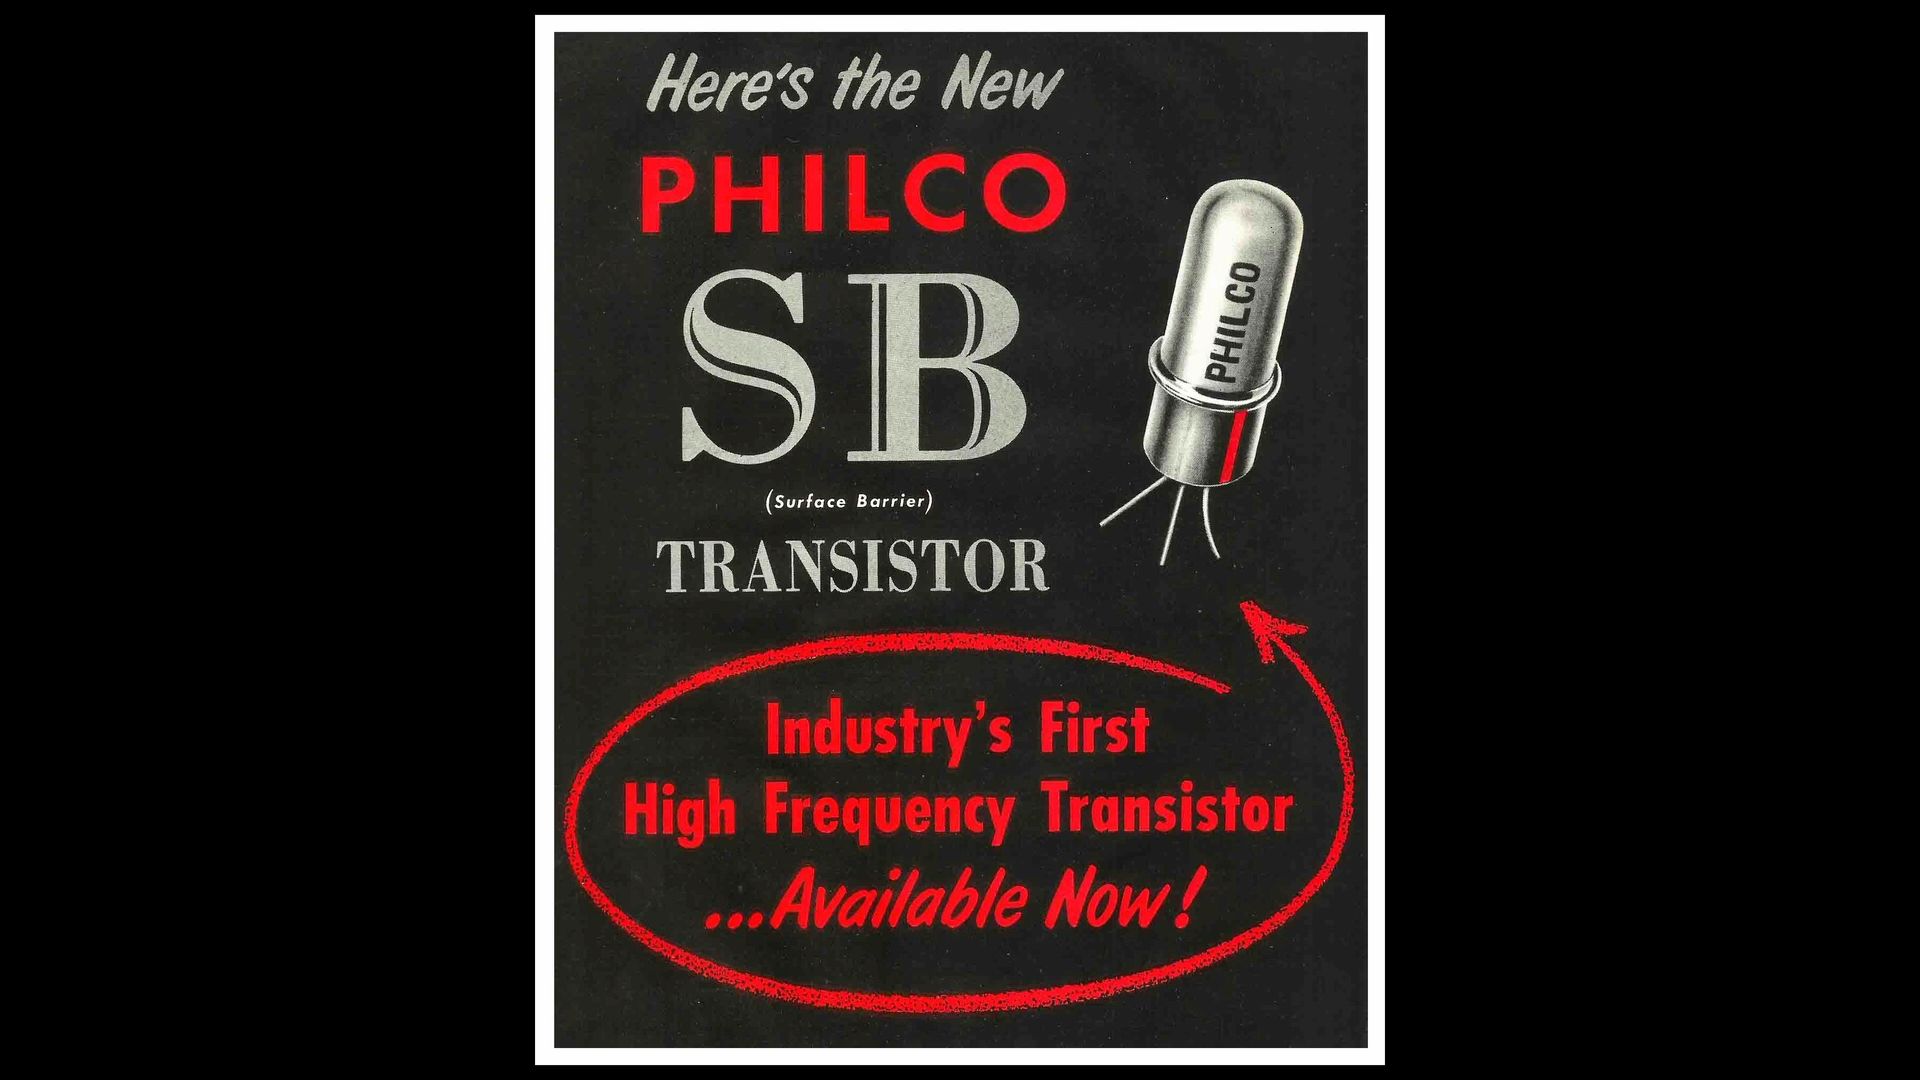 Here's the New
PHILCO
SB
(Surface Barrier)
TRANSISTOR
PHILCO
Industry's First
High Frequency Transistor
...Available Now!